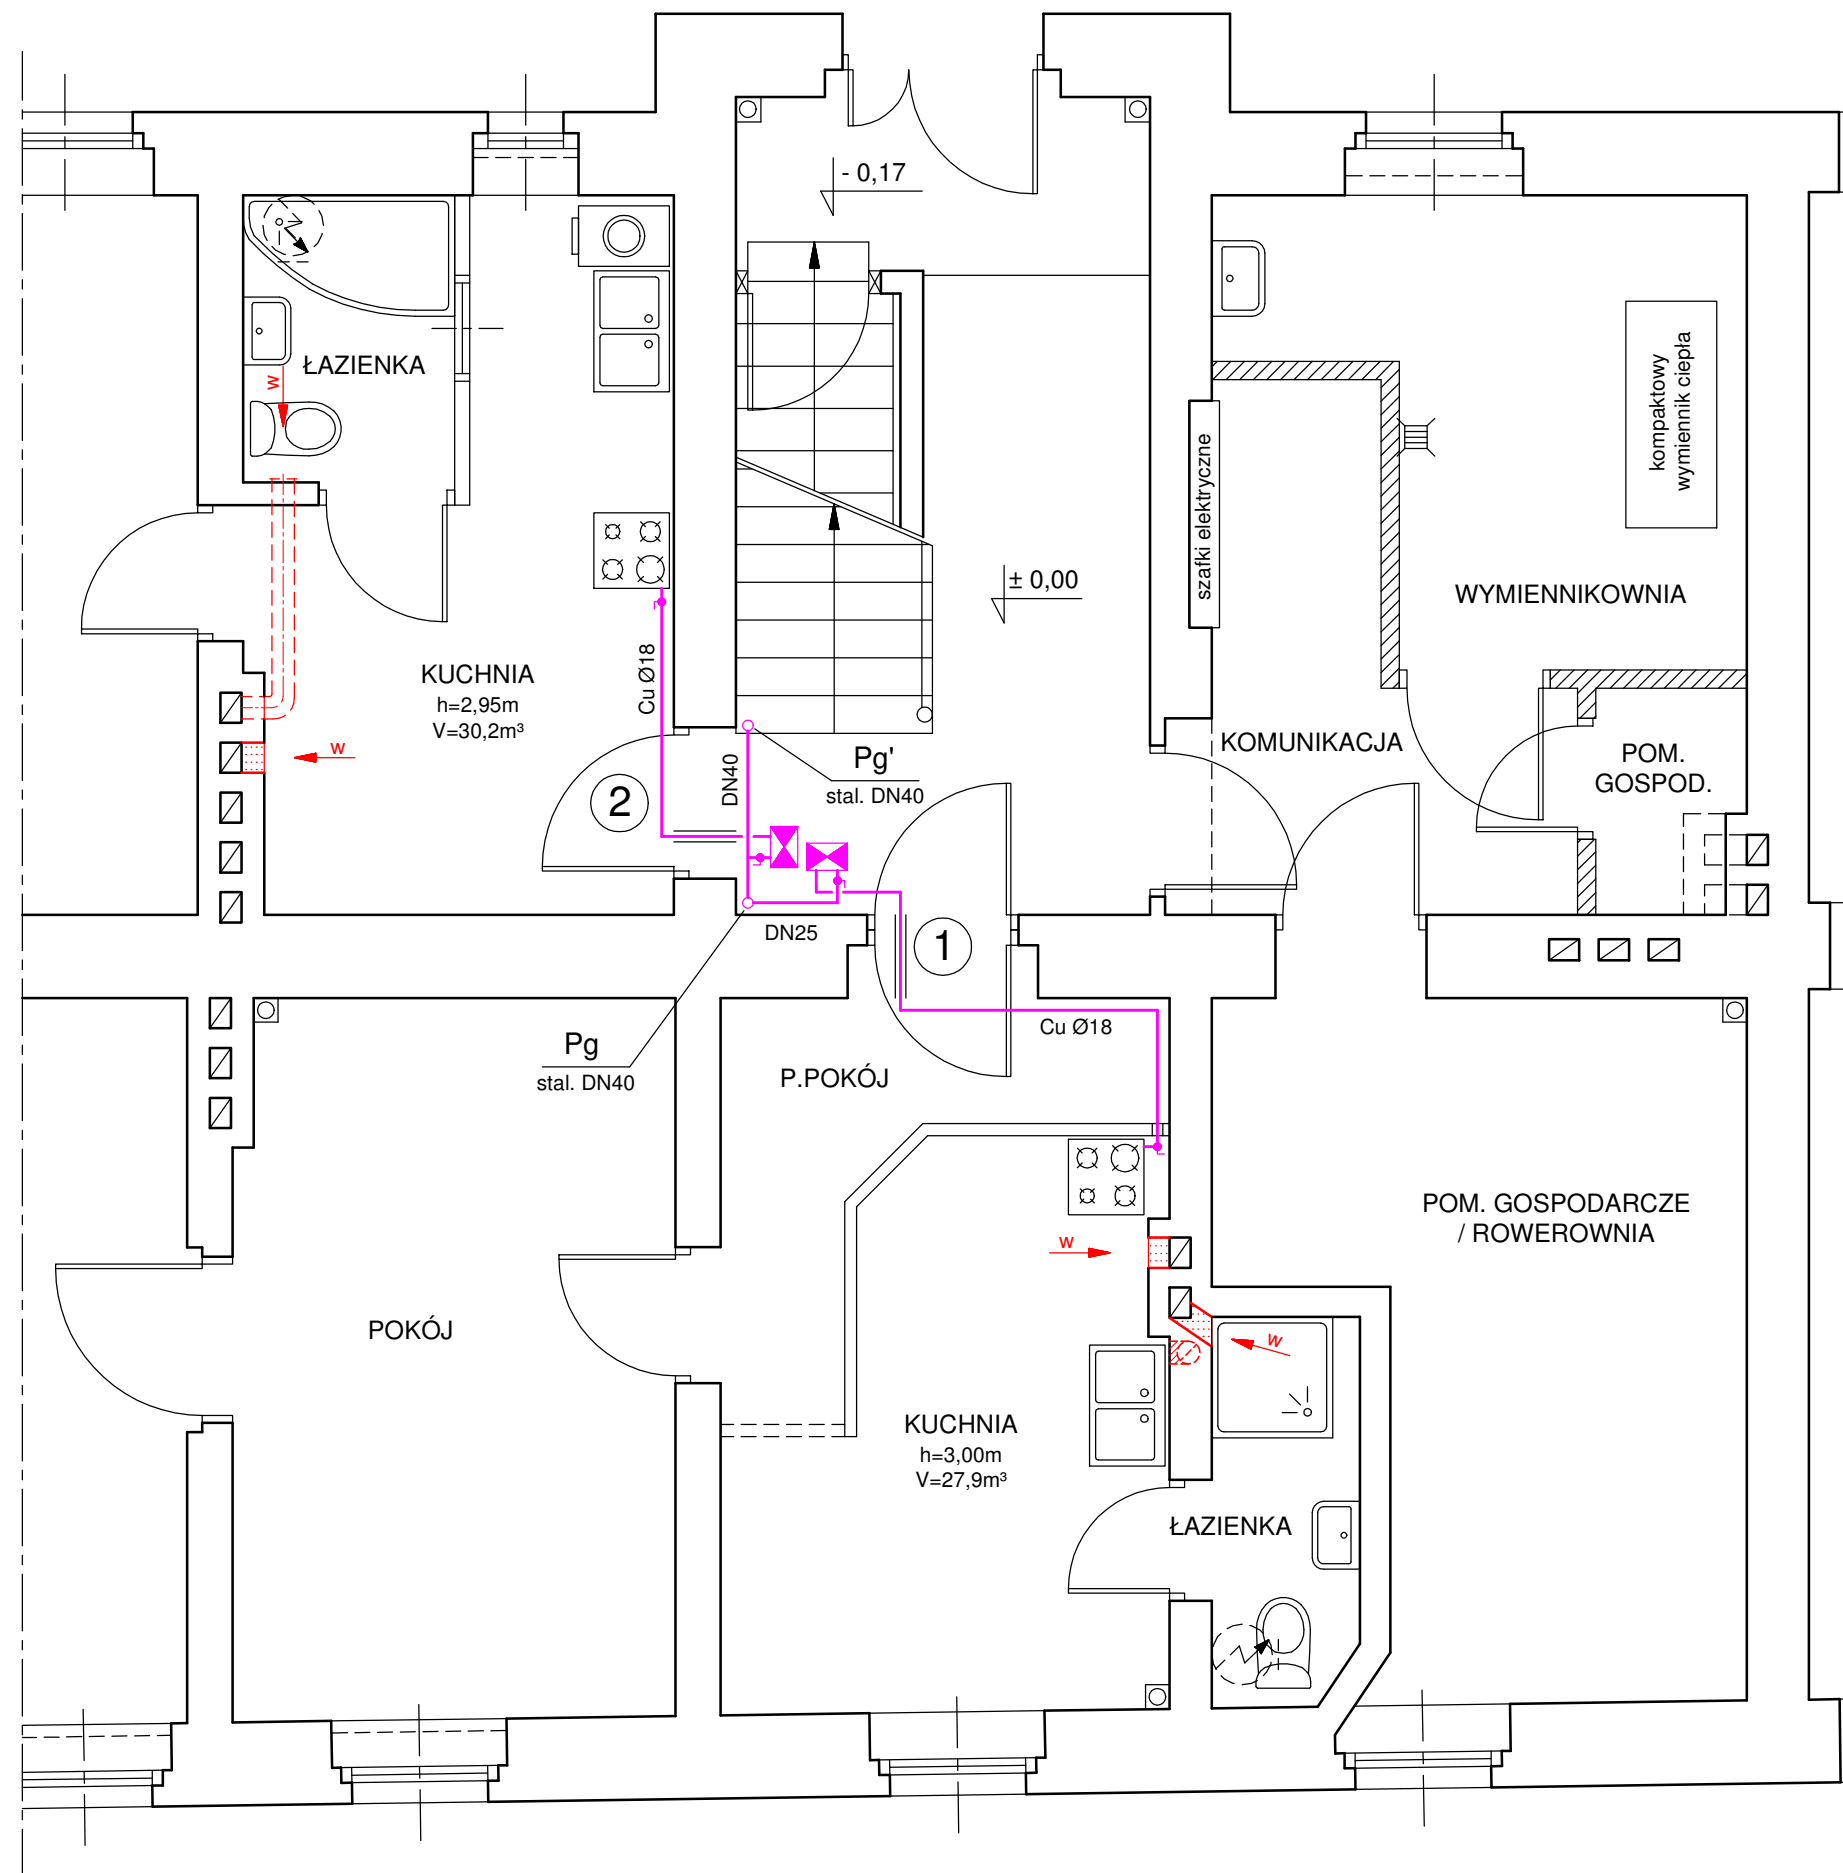 - 0,17
ŁAZIENKA
w
kompaktowy
wymiennik ciepła
szafki elektryczne
± 0,00
WYMIENNIKOWNIA
KUCHNIA
h=2,95m
V=30,2m³
Cu Ø18
w
KOMUNIKACJA
POM.
GOSPOD.
Pg'
stal. DN40
DN40
2
DN25
1
Cu Ø18
Pg
stal. DN40
P.POKÓJ
POM. GOSPODARCZE
/ ROWEROWNIA
w
POKÓJ
w
KUCHNIA
h=3,00m
V=27,9m³
ŁAZIENKA